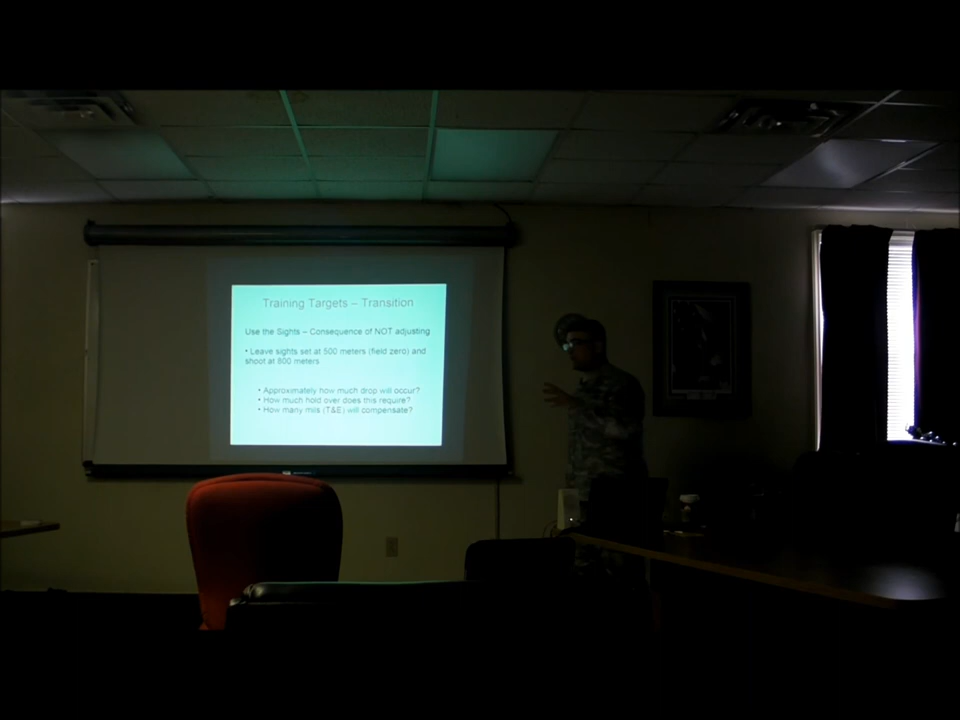 Training Targets – Transition
Use the Sights – Consequence of NOT adjusting
• Leave sights set at 500 meters (field zero) and
shoot at 800 meters
• Approximately how much drop will occur?
• How much hold over does this require?
• How many mils (T&E) will compensate?